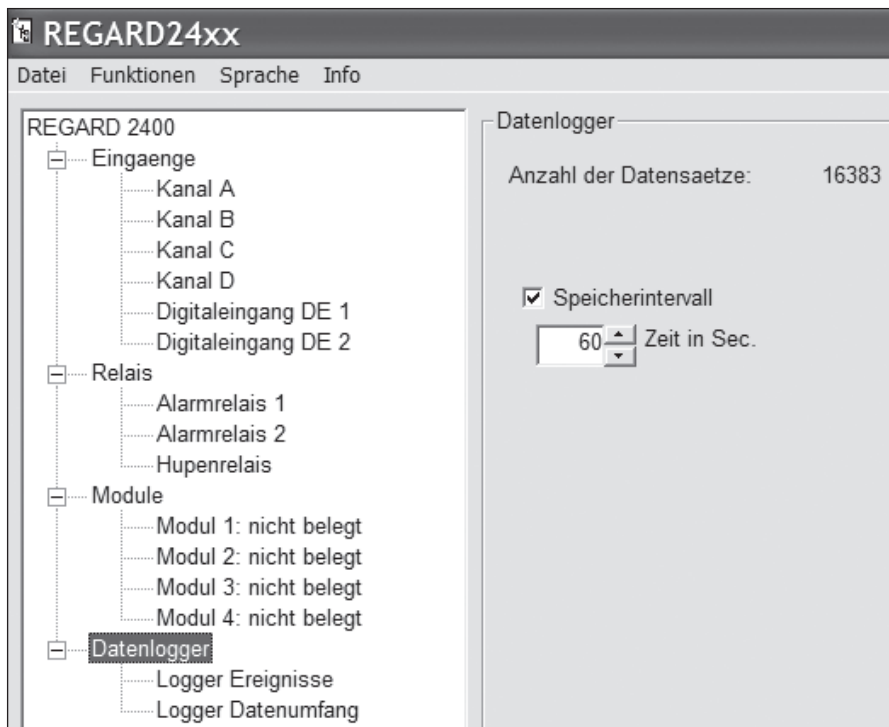 REGARD24xx
Datei Funktionen Sprache Info
REGARD 2400
Eingaenge
Kanal A
Kanal B
Kanal C
Kanal D
Digitaleingang DE 1
Digitaleingang DE 2
Relais
Alarmrelais 1
Alarmrelais 2
Hupenrelais
Module
Modul 1: nicht belegt
Modul 2: nicht belegt
Modul 3: nicht belegt
Modul 4: nicht belegt
Datenlogger
Logger Ereignisse
Logger Datenumfang
Datenlogger
Anzahl der Datensaetze: 16383
Speicherintervall
60 Zeit in Sec.